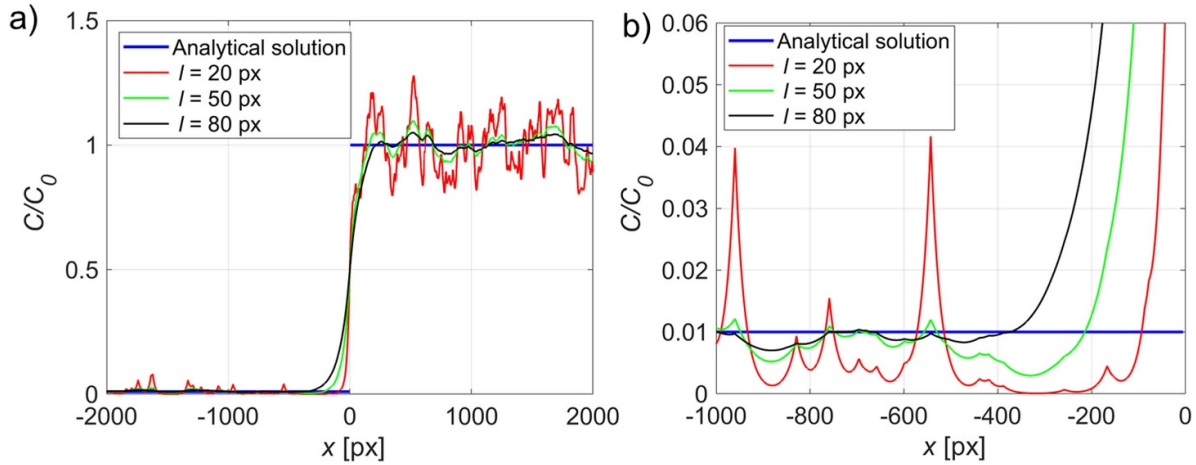 a)
1.5
1
0.5
0
C/C0
Analytical solution
l = 20 px
l = 50 px
l = 80 px
-2000 -1000 0 1000 2000
x [px]
b)
0.06
0.05
0.04
0.03
0.02
0.01
0
C/C0
Analytical solution
l = 20 px
l = 50 px
l = 80 px
-1000 -800 -600 -400 -200 0
x [px]